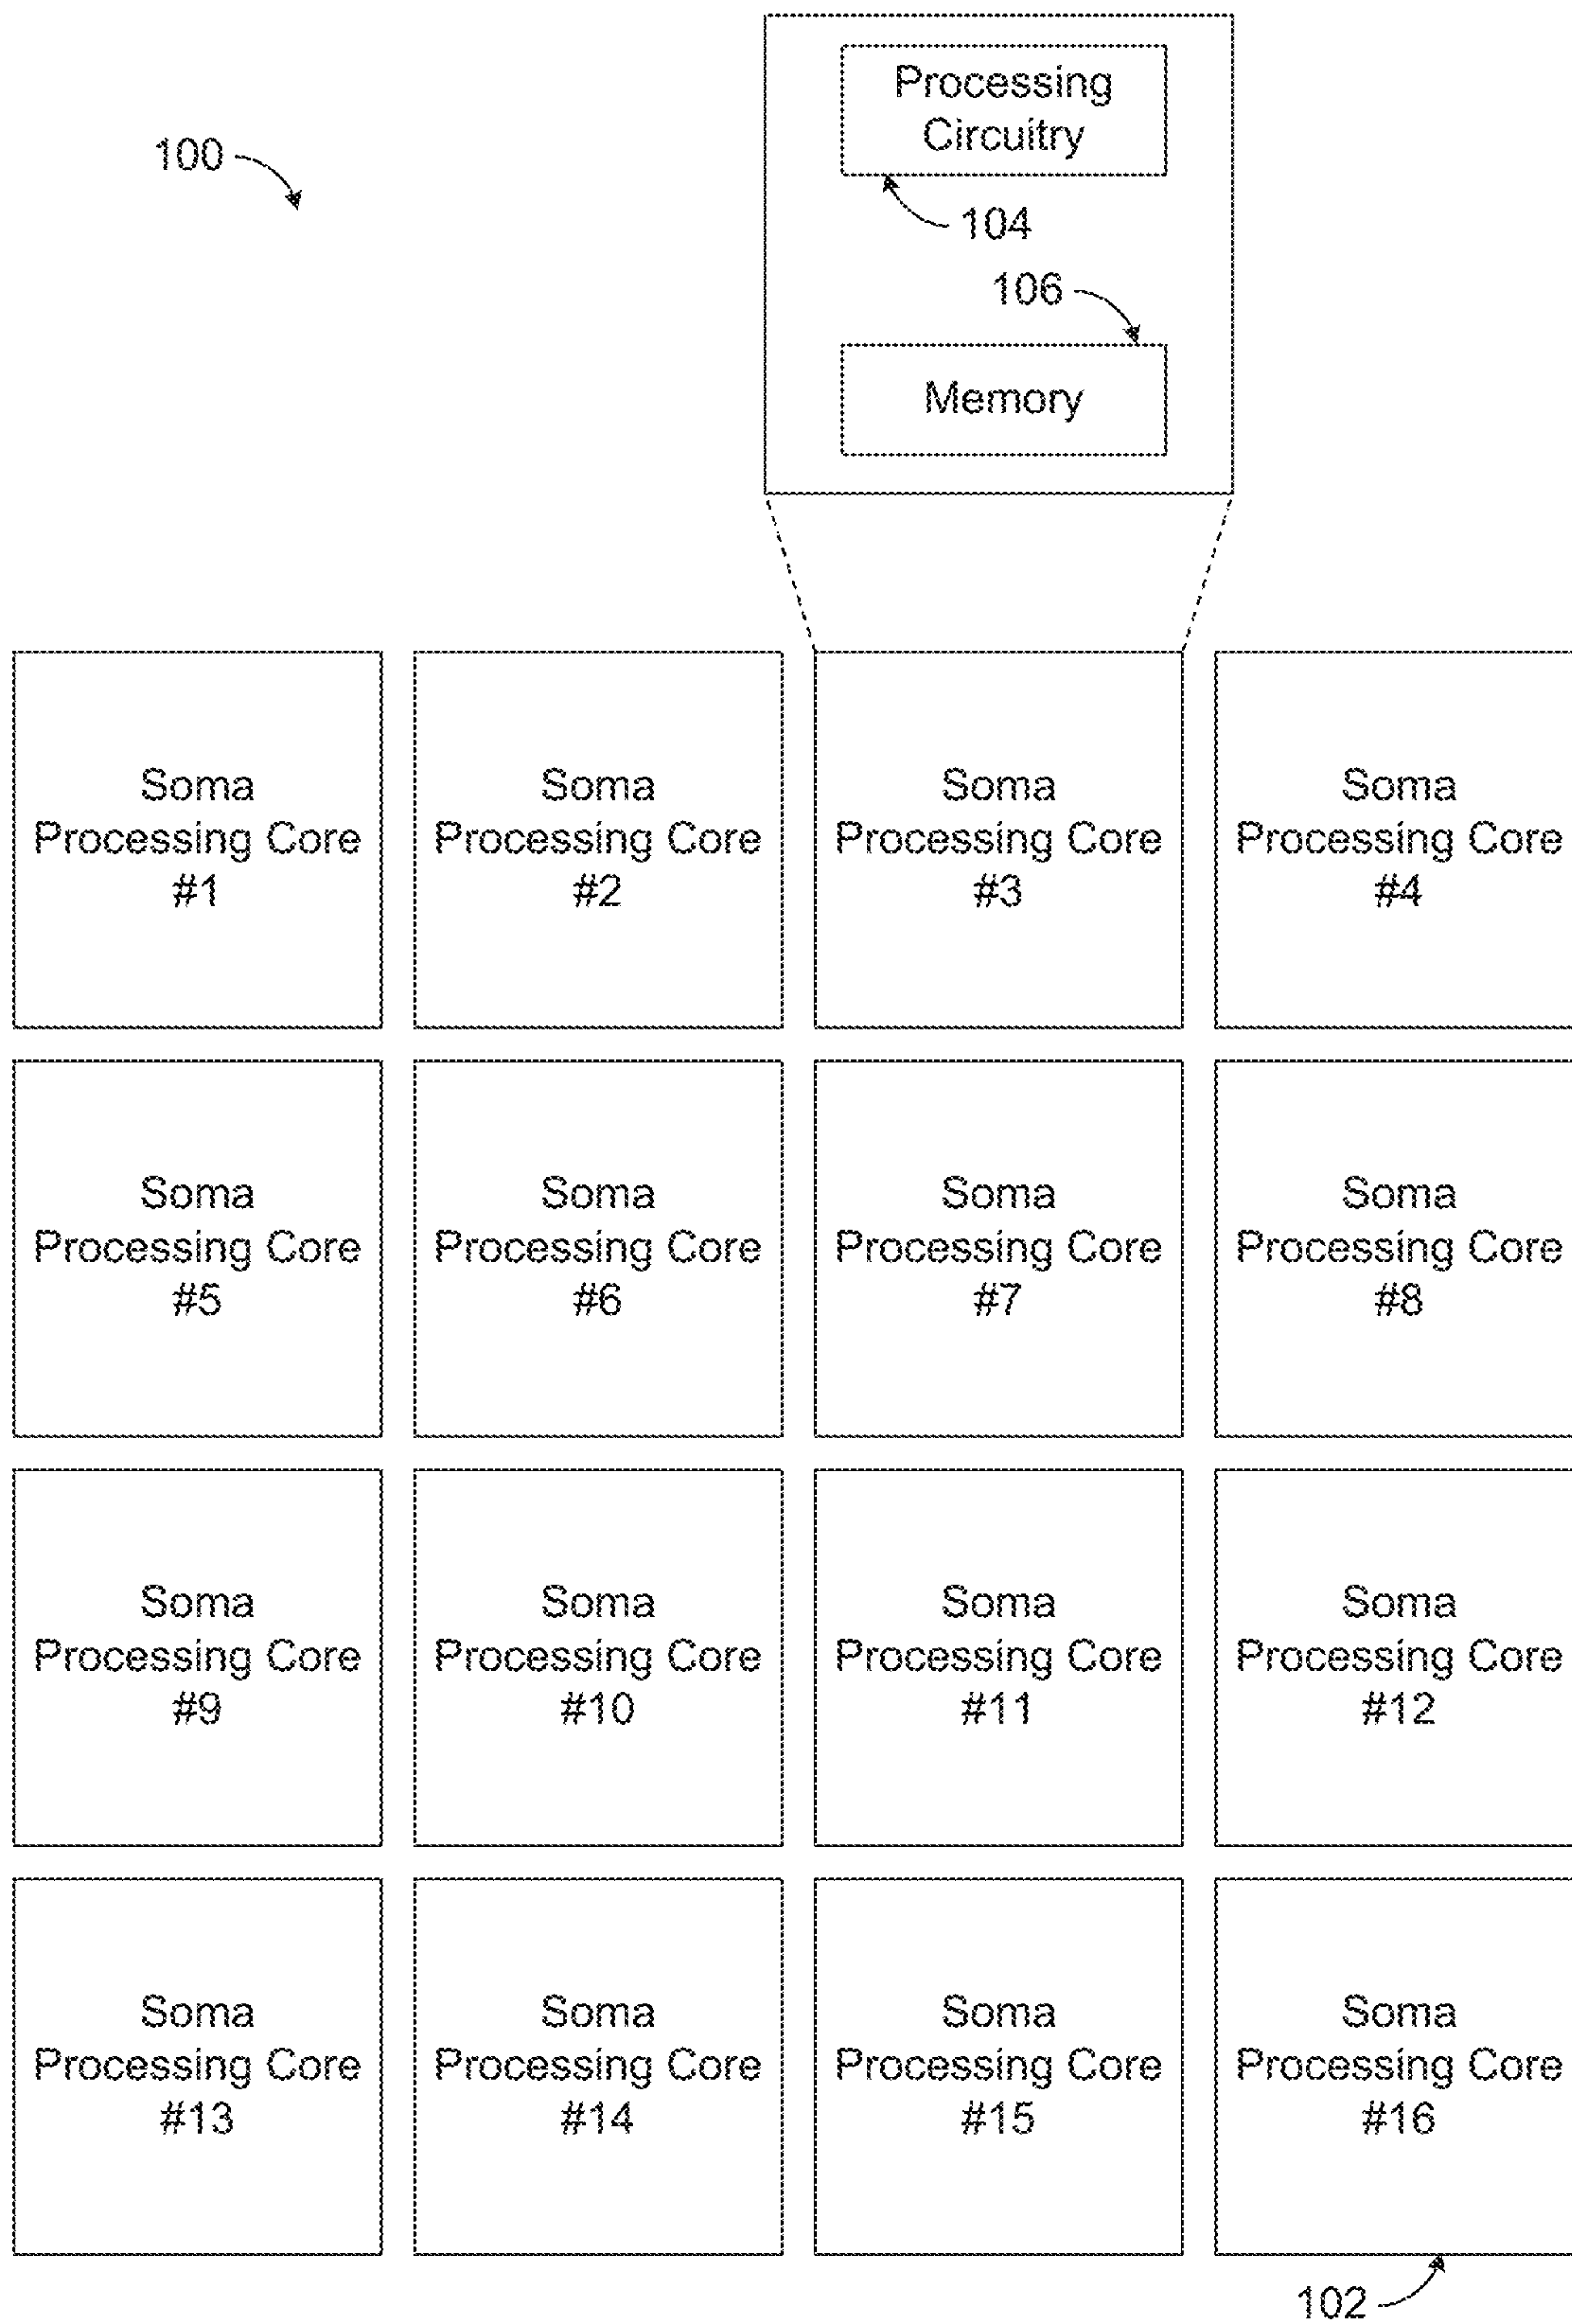 Processing
Circuitry
100
104
106
Memory
Soma
Processing Core
#1
Soma
Processing Core
#2
Soma
Processing Core
#3
Soma
Processing Core
#4
Soma
Processing Core
#5
Soma
Processing Core
#6
Soma
Processing Core
#7
Soma
Processing Core
#8
Soma
Processing Core
#9
Soma
Processing Core
#10
Soma
Processing Core
#11
Soma
Processing Core
#12
Soma
Processing Core
#13
Soma
Processing Core
#14
Soma
Processing Core
#15
Soma
Processing Core
#16
102